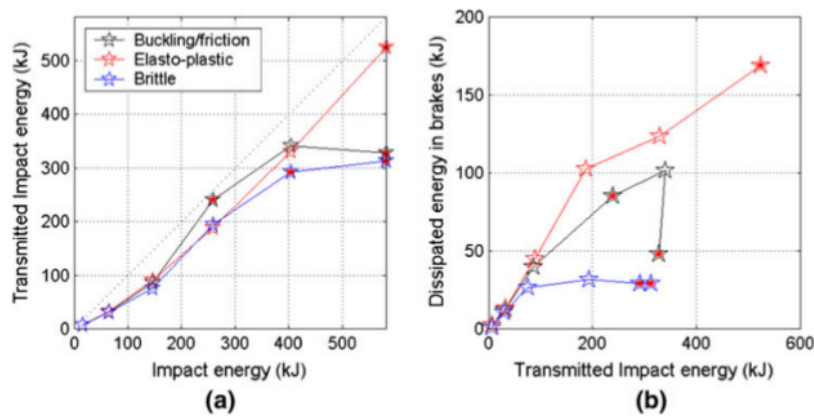 Transmitted Impact energy (kJ)
500
400
300
200
100
0
Buckling/friction
Elasto-plastic
Brittle
0 100 200 300 400 500
Impact energy (kJ)
(a)
Dissipated energy in brakes (kJ)
200
150
100
50
0
0 200 400 600
Transmitted Impact energy (kJ)
(b)